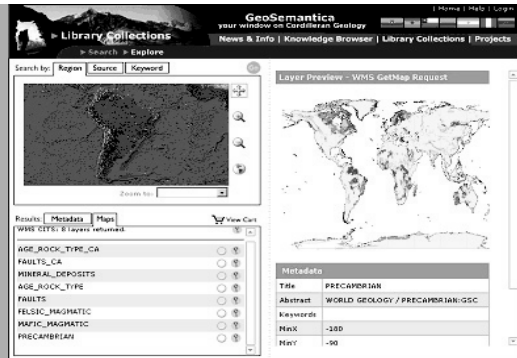 | Home | Help | Login
GeoSemantica
your window on Cordilleran Geology
Library Collections
News & Info | Knowledge Browser | Library Collections | Projects
Search Explore
Search by: Region Source Keyword
Zoom to:
Results: Metadata Maps View Cart
WMS CITS: 8 layers returned.
AGE_ROCK_TYPE_CA
FAULTS_CA
MINERAL_DEPOSITS
AGE_ROCK_TYPE
FAULTS
FELSIC_MAGMATIC
MAFIC_MAGMATIC
PRECAMBRIAN
Layer Preview - WMS GetMap Request
Metadata
Title PRECAMBRIAN
Abstract WORLD GEOLOGY / PRECAMBRIAN:GSC
Keywords
MinX -180
MinY -90